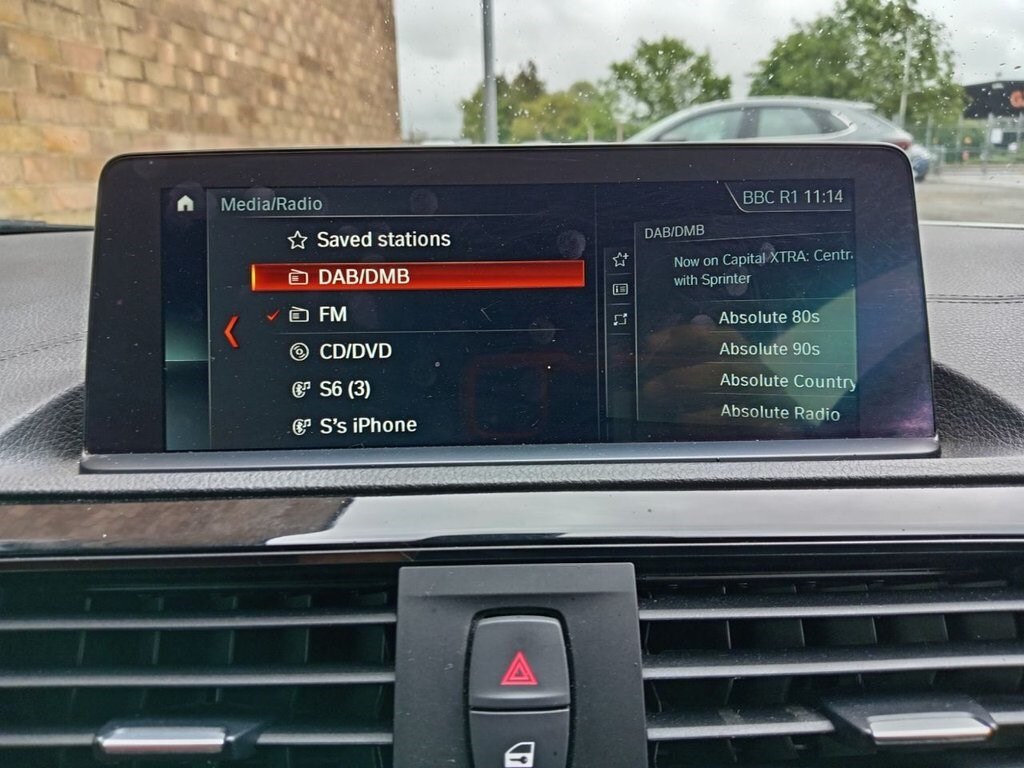 Media/Radio
BBC R1 11:14
Saved stations
DAB/DMB
FM
CD/DVD
S6 (3)
S's iPhone
DAB/DMB
Now on Capital XTRA: Centr
with Sprinter
Absolute 80s
Absolute 90s
Absolute Country
Absolute Radio